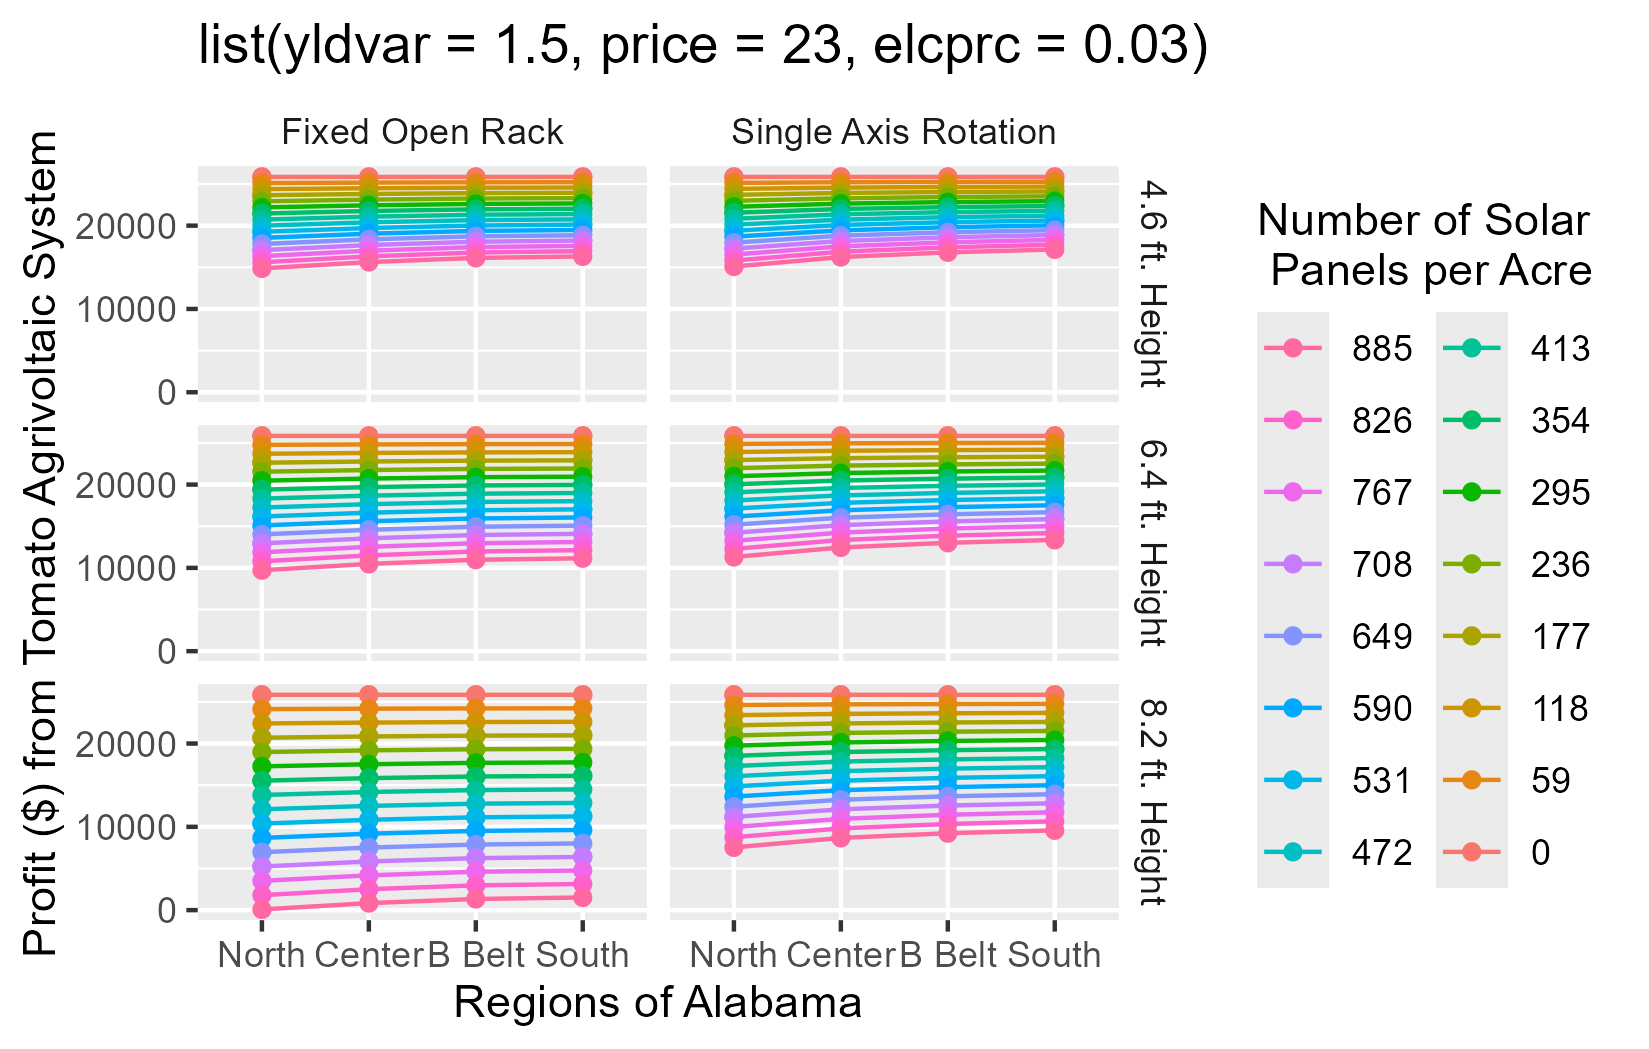 list(yldvar = 1.5, price = 23, elcprc = 0.03)
Profit ($) from Tomato Agrivoltaic System
Fixed Open Rack
Single Axis Rotation
20000
10000
0
4.6 ft. Height
20000
10000
0
6.4 ft. Height
20000
10000
0
8.2 ft. Height
North Center B Belt South
North Center B Belt South
Regions of Alabama
Number of Solar
Panels per Acre
885
826
767
708
649
590
531
472
413
354
295
236
177
118
59
0